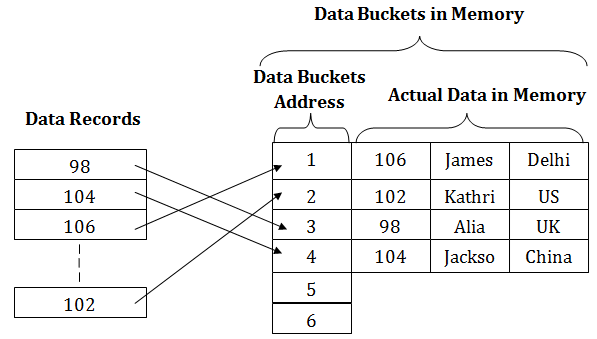 Data Buckets in Memory
Data Buckets
Address
Actual Data in Memory
Data Records
98
104
106
102
1 106 James Delhi
2 102 Kathri US
3 98 Alia UK
4 104 Jackso China
5
6